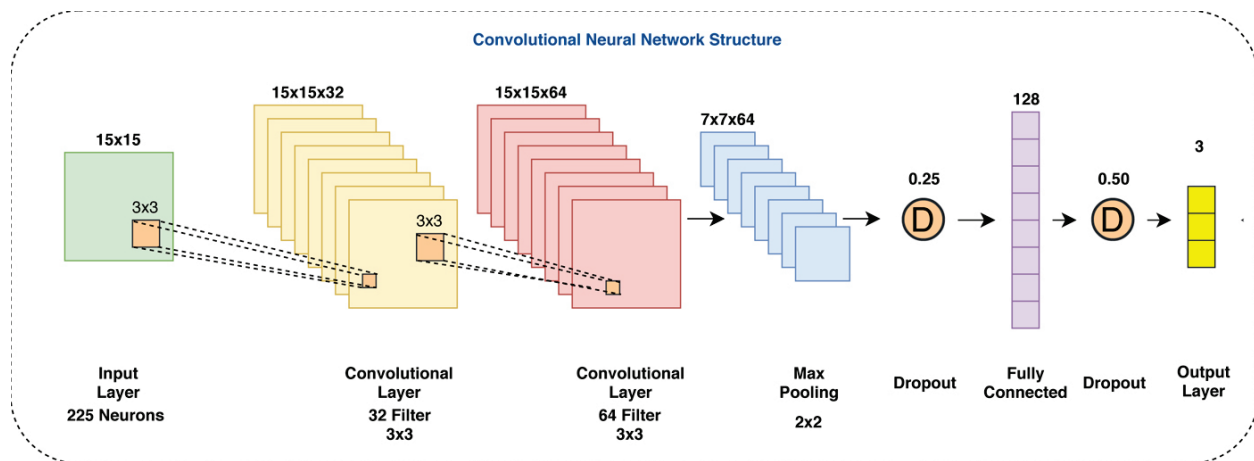 Convolutional Neural Network Structure
15x15
15x15x32
15x15x64
7x7x64
128
3
3x3
3x3
0.25
0.50
D
D
Input
Layer
225 Neurons
Convolutional
Layer
32 Filter
3x3
Convolutional
Layer
64 Filter
3x3
Max
Pooling
2x2
Dropout
Fully
Connected
Dropout
Output
Layer